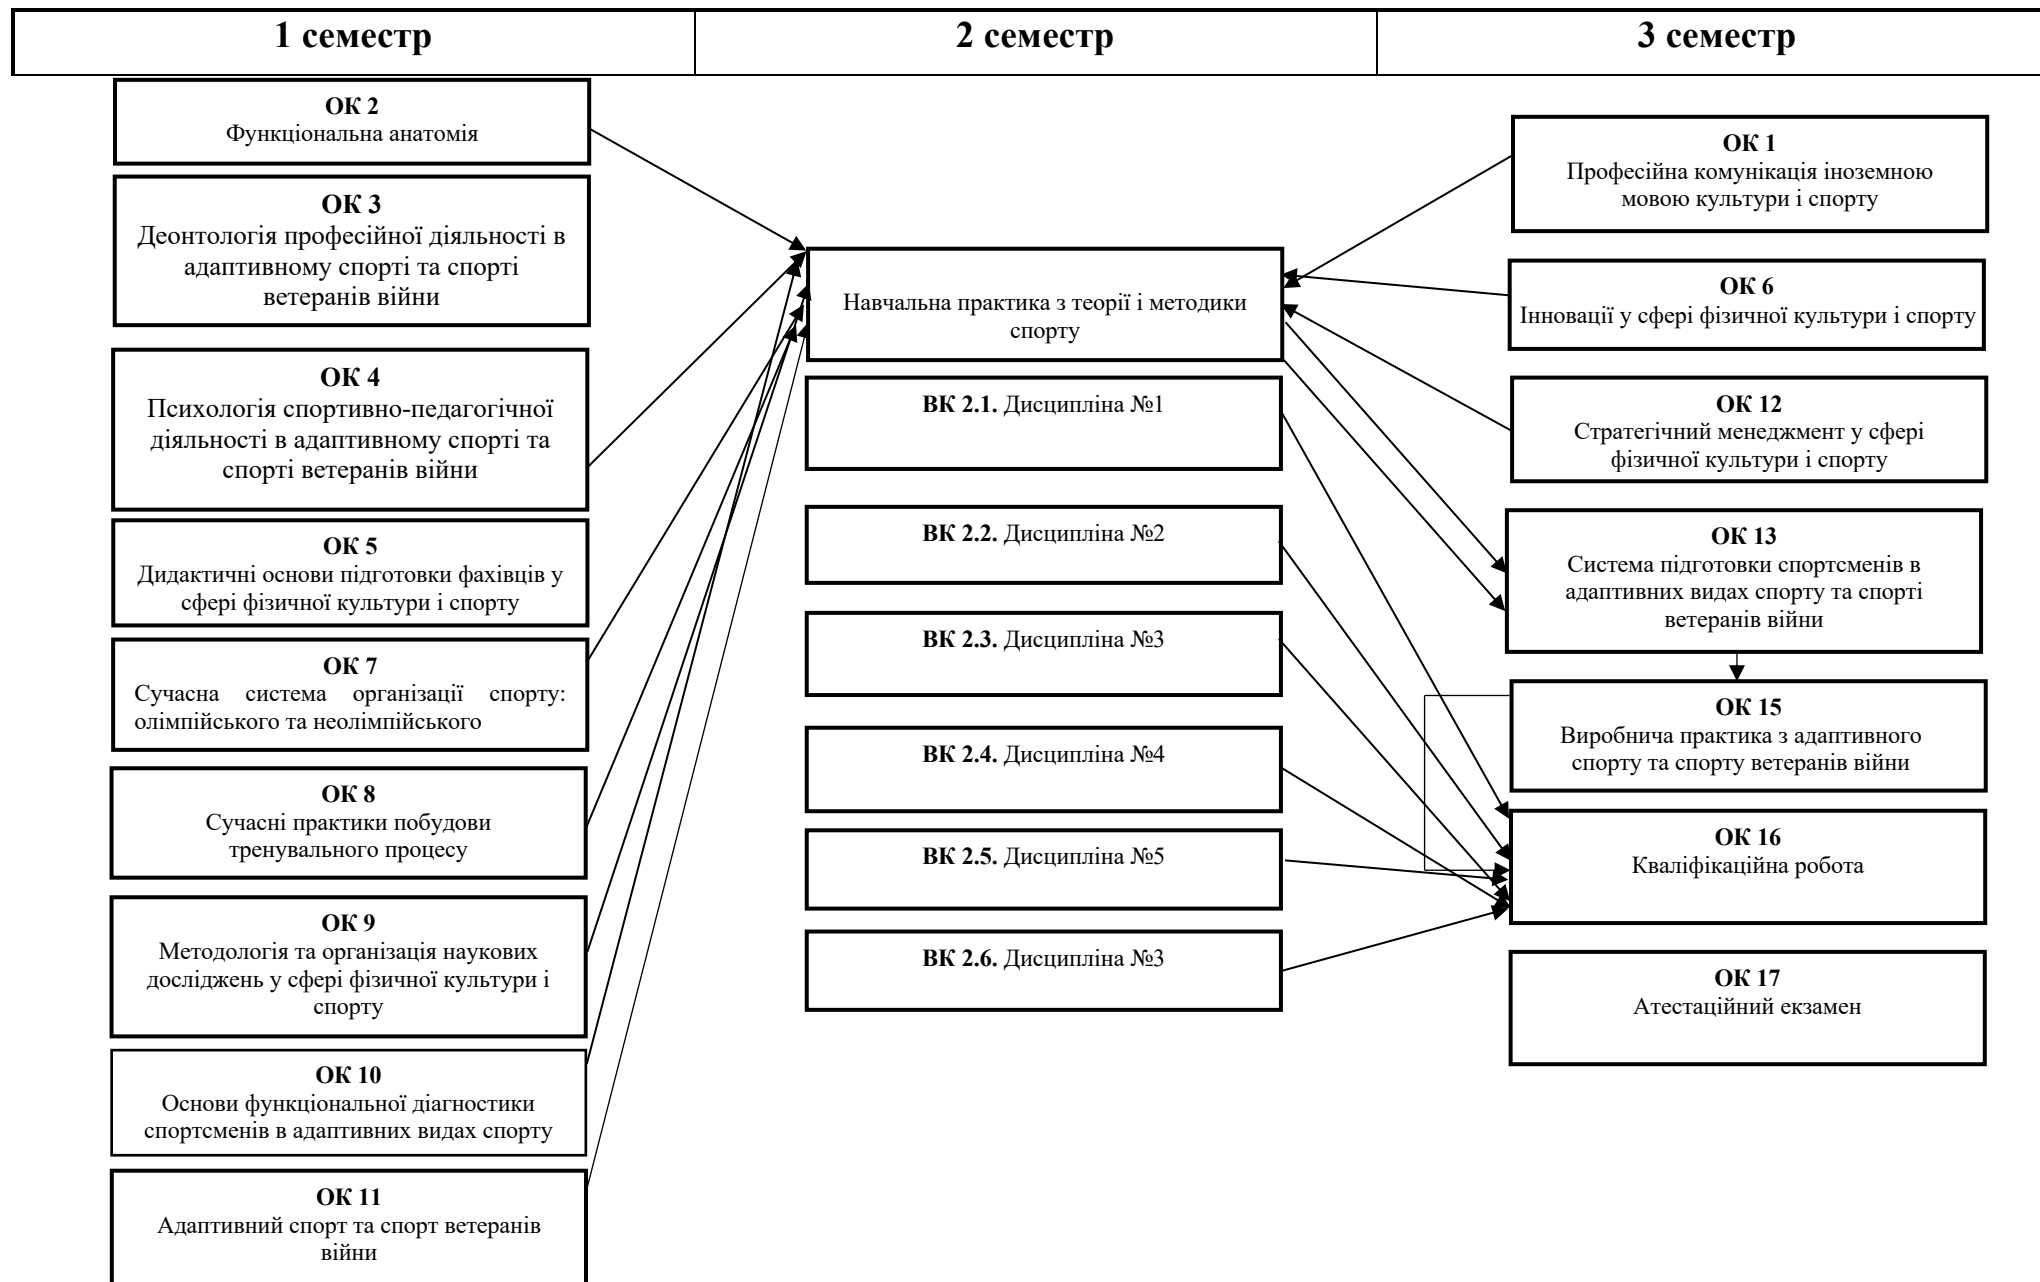 1 семестр
2 семестр
3 семестр
ОК 2
Функціональна анатомія
ОК 3
Деонтологія професійної діяльності в
адаптивному спорті та спорті
ветеранів війни
ОК 4
Психологія спортивно-педагогічної
діяльності в адаптивному спорті та
спорті ветеранів війни
ОК 5
Дидактичні основи підготовки фахівців у
сфері фізичної культури і спорту
ОК 7
Сучасна система організації спорту:
олімпійського та неолімпійського
ОК 8
Сучасні практики побудови
тренувального процесу
ОК 9
Методологія та організація наукових
досліджень у сфері фізичної культури і
спорту
ОК 10
Основи функціональної діагностики
спортсменів в адаптивних видах спорту
ОК 11
Адаптивний спорт та спорт ветеранів
війни
Навчальна практика з теорії і методики
спорту
ВК 2.1. Дисципліна №1
ВК 2.2. Дисципліна №2
ВК 2.3. Дисципліна №3
ВК 2.4. Дисципліна №4
ВК 2.5. Дисципліна №5
ВК 2.6. Дисципліна №3
ОК 1
Професійна комунікація іноземною
мовою культури і спорту
ОК 6
Інновації у сфері фізичної культури і спорту
ОК 12
Стратегічний менеджмент у сфері
фізичної культури і спорту
ОК 13
Система підготовки спортсменів в
адаптивних видах спорту та спорті
ветеранів війни
ОК 15
Виробнича практика з адаптивного
спорту та спорту ветеранів війни
ОК 16
Кваліфікаційна робота
ОК 17
Атестаційний екзамен